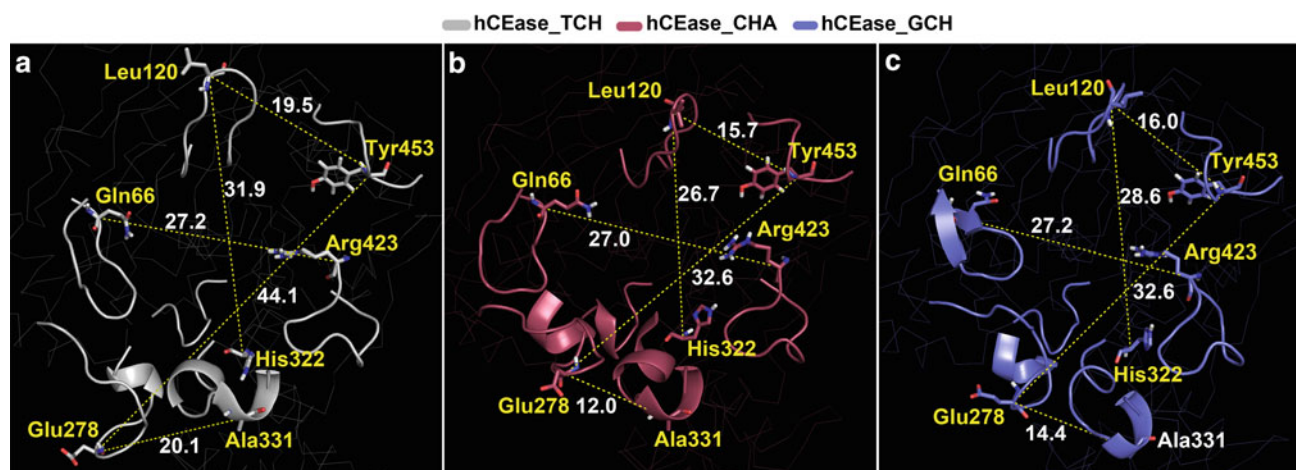 hCEase_TCH hCEase_CHA hCEase_GCH
a
Leu120
19.5
Tyr453
Gln66
31.9
27.2
Arg423
44.1
His322
Glu278
20.1
Ala331
b
Leu120
15.7
Tyr453
Gln66
26.7
27.0
Arg423
32.6
His322
Glu278
12.0
Ala331
c
Leu120
16.0
Tyr453
Gln66
28.6
27.2
Arg423
32.6
His322
Glu278
14.4
Ala331